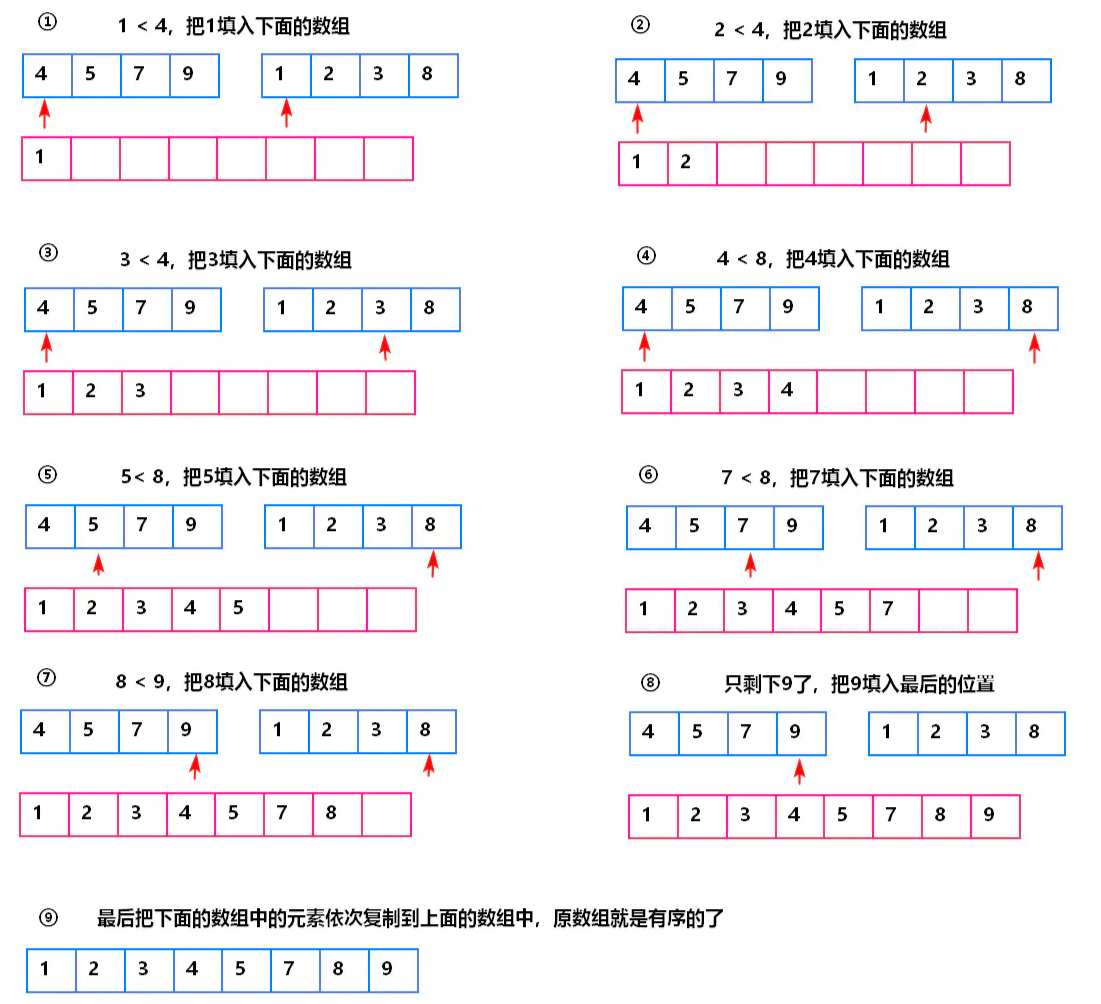 ① 1 < 4，把1填入下面的数组
4 5 7 9 1 2 3 8
1
② 2 < 4，把2填入下面的数组
4 5 7 9 1 2 3 8
1 2
③ 3 < 4，把3填入下面的数组
4 5 7 9 1 2 3 8
1 2 3
④ 4 < 8，把4填入下面的数组
4 5 7 9 1 2 3 8
1 2 3 4
⑤ 5< 8，把5填入下面的数组
4 5 7 9 1 2 3 8
1 2 3 4 5
⑥ 7 < 8，把7填入下面的数组
4 5 7 9 1 2 3 8
1 2 3 4 5 7
⑦ 8 < 9，把8填入下面的数组
4 5 7 9 1 2 3 8
1 2 3 4 5 7 8
⑧ 只剩下9了，把9填入最后的位置
4 5 7 9 1 2 3 8
1 2 3 4 5 7 8 9
⑨ 最后把下面的数组中的元素依次复制到上面的数组中，原数组就是有序的了
1 2 3 4 5 7 8 9